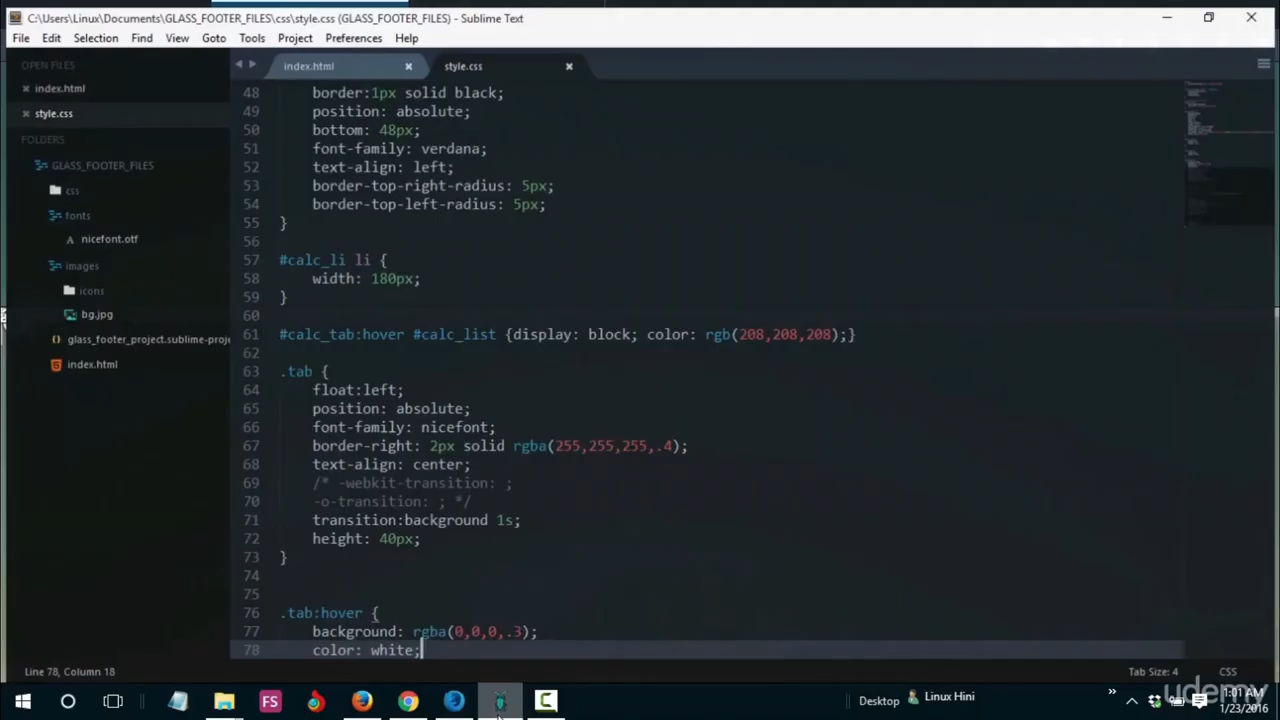 C:\Users\Linux\Documents\GLASS_FOOTER_FILES\css\style.css (GLASS_FOOTER_FILES) - Sublime Text
File Edit Selection Find View Goto Tools Project Preferences Help
OPEN FILES
index.html
style.css
FOLDERS
GLASS_FOOTER_FILES
css
fonts
nicefont.otf
images
icons
bg.jpg
glass_footer_project.sublime-proje
index.html
index.html
style.css
48 border:1px solid black;
49 position: absolute;
50 bottom: 48px;
51 font-family: verdana;
52 text-align: left;
53 border-top-right-radius: 5px;
54 border-top-left-radius: 5px;
55 }
56
57 #calc_li li {
58 width: 180px;
59 }
60
61 #calc_tab:hover #calc_list {display: block; color: rgb(208,208,208);}
62
63 .tab {
64 float:left;
65 position: absolute;
66 font-family: nicefont;
67 border-right: 2px solid rgba(255,255,255,.4);
68 text-align: center;
69 /* -webkit-transition: ;
70 -o-transition: ; */
71 transition:background 1s;
72 height: 40px;
73 }
74
75
76 .tab:hover {
77 background: rgba(0,0,0,.3);
78 color: white;
Line 78, Column 18
Tab Size: 4
CSS
FS
Desktop
Linux Hini
1:01 AM
1/23/2016
udemy